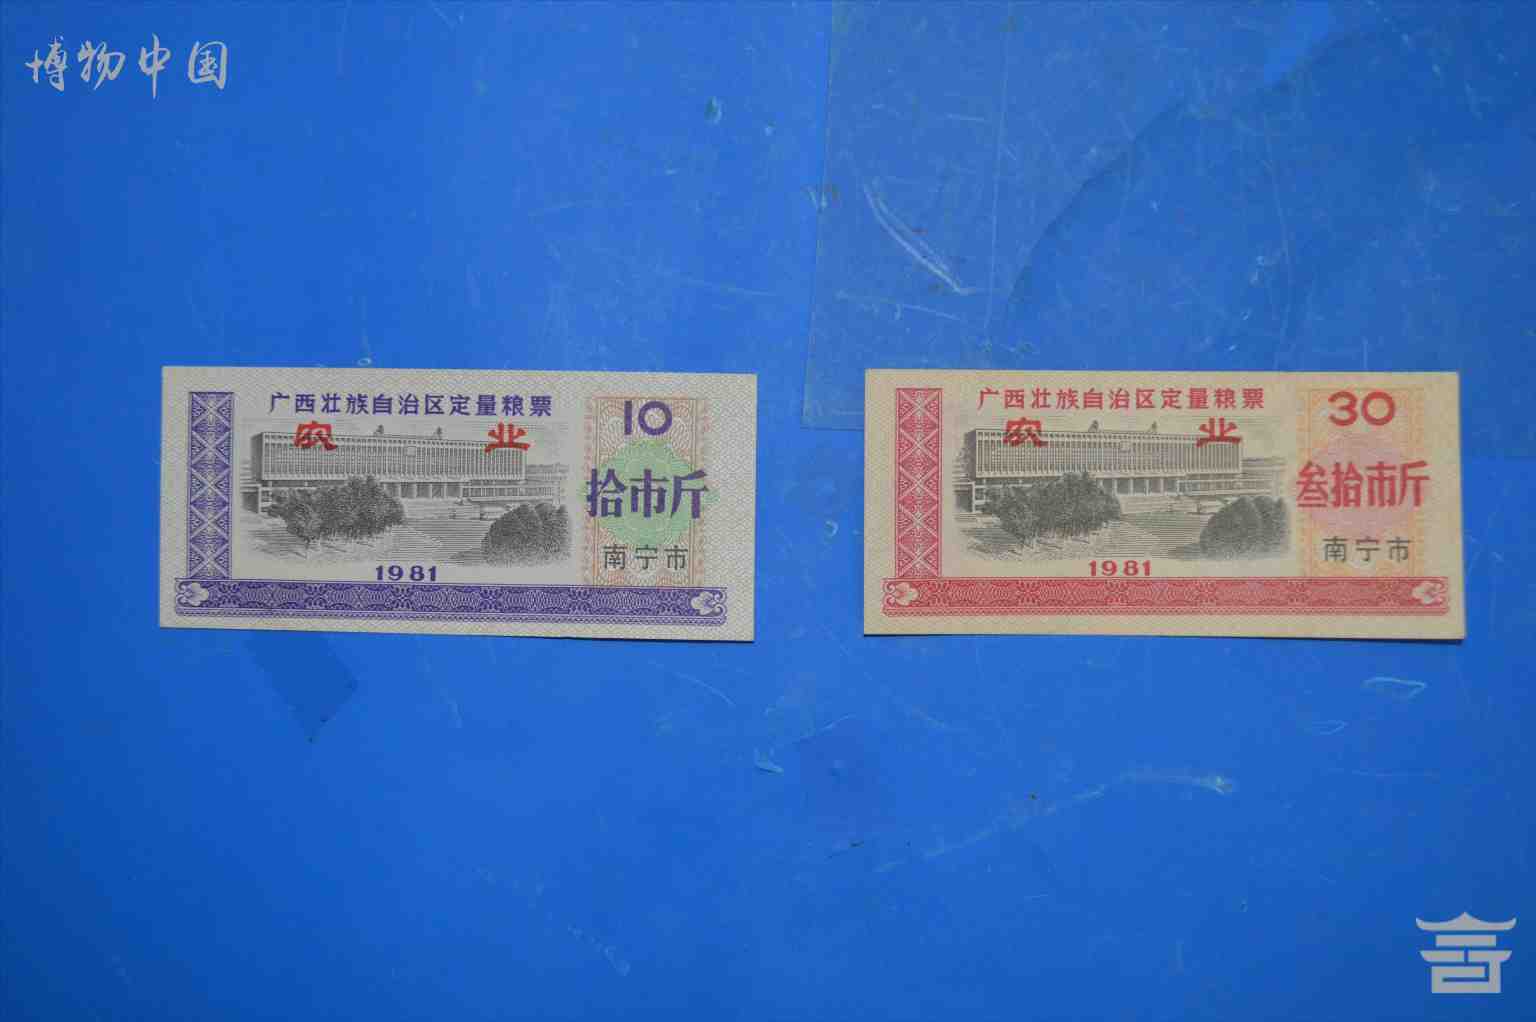 博物中国
广西壮族自治区定量粮票
农 业
10
拾市斤
南宁市
1981
广西壮族自治区定量粮票
农 业
30
叁拾市斤
南宁市
1981